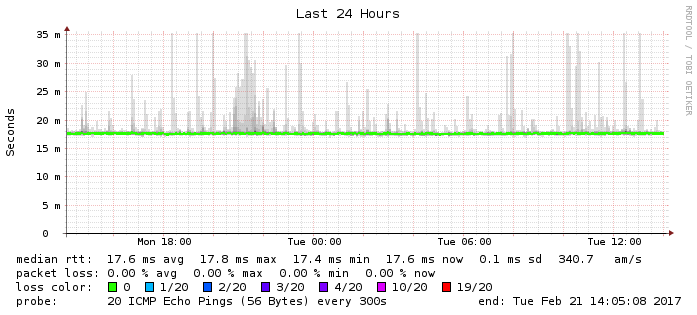 Last 24 Hours
RRDTOOL / TOBI OETIKER
Seconds
35 m
30 m
25 m
20 m
15 m
10 m
5 m
0
Mon 18:00 Tue 00:00 Tue 06:00 Tue 12:00
median rtt: 17.6 ms avg 17.8 ms max 17.4 ms min 17.6 ms now 0.1 ms sd 340.7 am/s
packet loss: 0.00 % avg 0.00 % max 0.00 % min 0.00 % now
loss color: 0 1/20 2/20 3/20 4/20 10/20 19/20
probe: 20 ICMP Echo Pings (56 Bytes) every 300s end: Tue Feb 21 14:05:08 2017